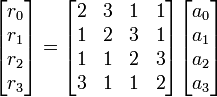 r0 = 2 3 1 1 a0
r1 1 2 3 1 a1
r2 1 1 2 3 a2
r3 3 1 1 2 a3